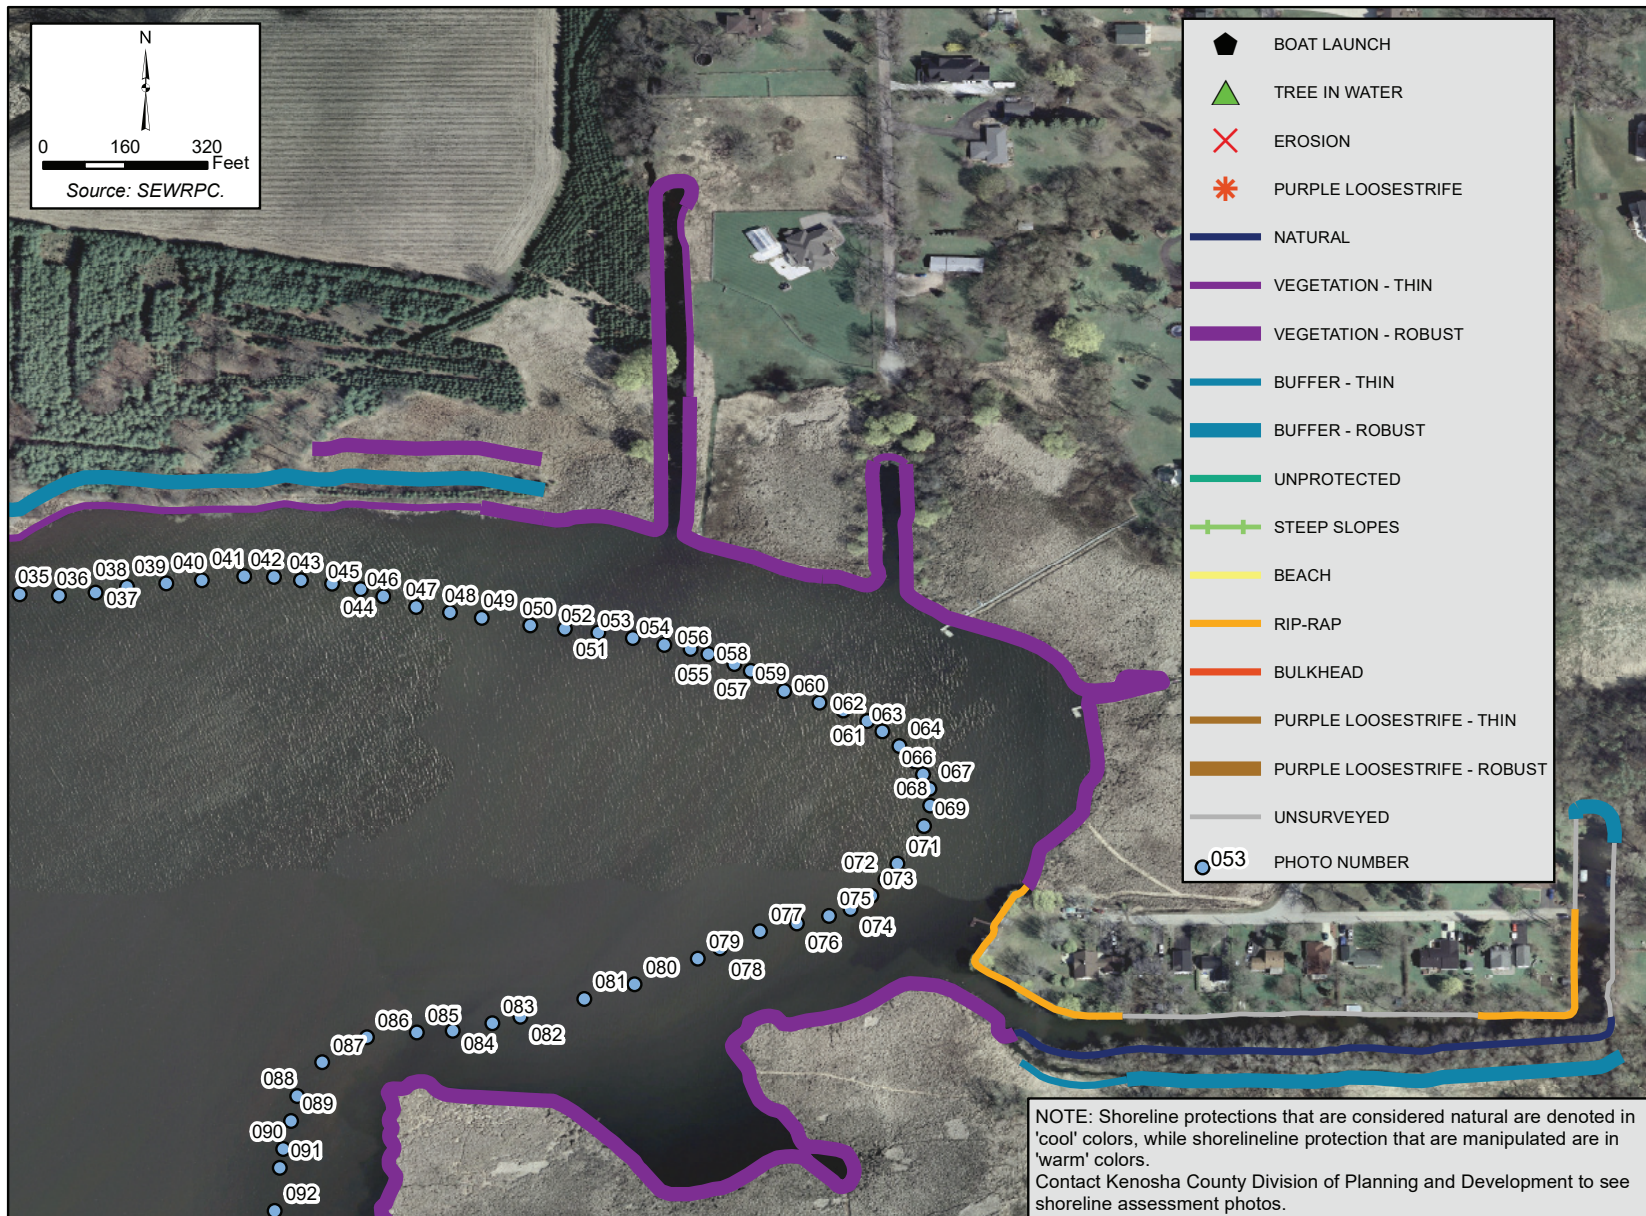 N
0 160 320
Feet
Source: SEWRPC.
BOAT LAUNCH
TREE IN WATER
EROSION
PURPLE LOOSESTRIFE
NATURAL
VEGETATION - THIN
VEGETATION - ROBUST
BUFFER - THIN
BUFFER - ROBUST
UNPROTECTED
STEEP SLOPES
BEACH
RIP-RAP
BULKHEAD
PURPLE LOOSESTRIFE - THIN
PURPLE LOOSESTRIFE - ROBUST
UNSURVEYED
053 PHOTO NUMBER
035
036
038
037
039
040
041
042
043
045
044
046
047
048
049
050
052
051
053
054
056
055
058
057
059
060
062
061
063
064
066
067
068
069
071
072
073
075
074
077
076
079
078
080
081
083
082
085
084
086
087
088
089
090
091
092
NOTE: Shoreline protections that are considered natural are denoted in
'cool' colors, while shorelineline protection that are manipulated are in
'warm' colors.
Contact Kenosha County Division of Planning and Development to see
shoreline assessment photos.